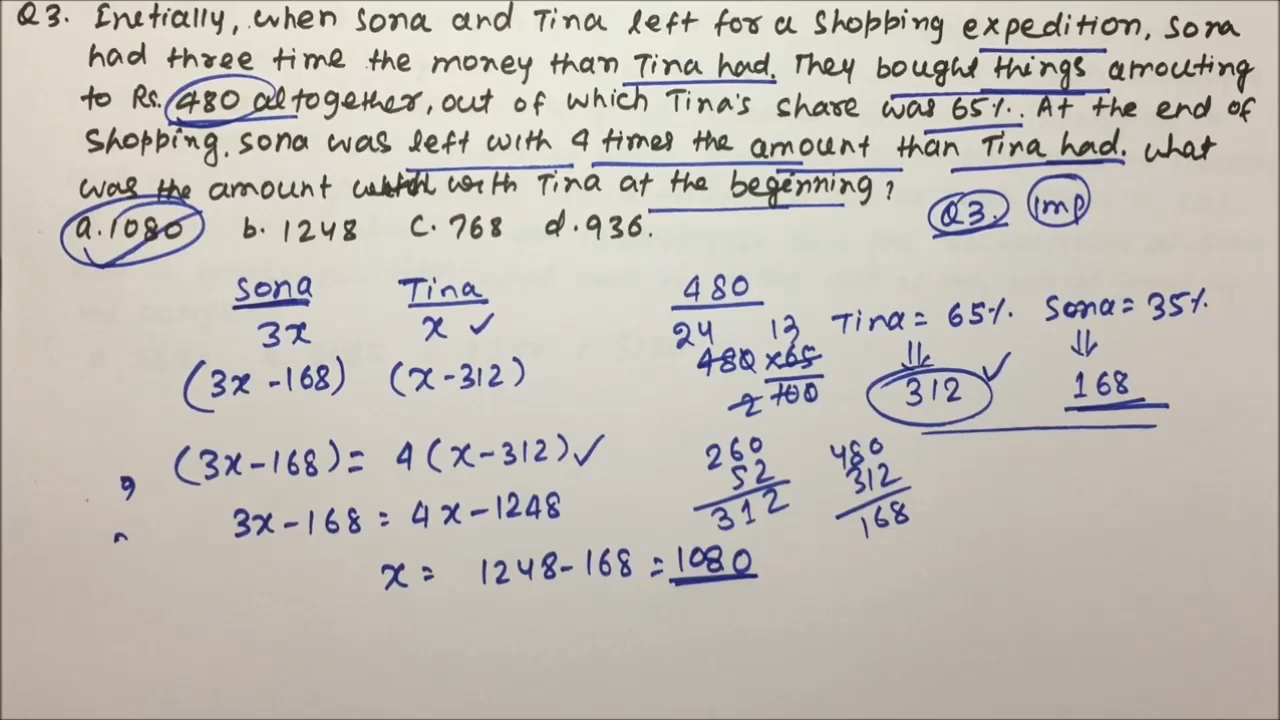 Q3. Initially, when Sona and Tina left for a shopping expedition, Sona
had three time the money than Tina had. They bought things amouting
to Rs. 480 altogether, out of which Tina's share was 65%. At the end of
Shopping, Sona was left with 4 times the amount than Tina had. What
was the amount with Tina at the beginning?
a. 1080 b. 1248 c. 768 d. 936.
Q3. Imp
Sona Tina 480
3x x ✓ 24 13 Tina = 65% Sona = 35%
480 x 65
2 100
(3x - 168) (x - 312) 312 ✓ 168
(3x - 168) = 4(x - 312) ✓ 260 480
52 312
3x - 168 = 4x - 1248 312 168
x = 1248 - 168 = 1080